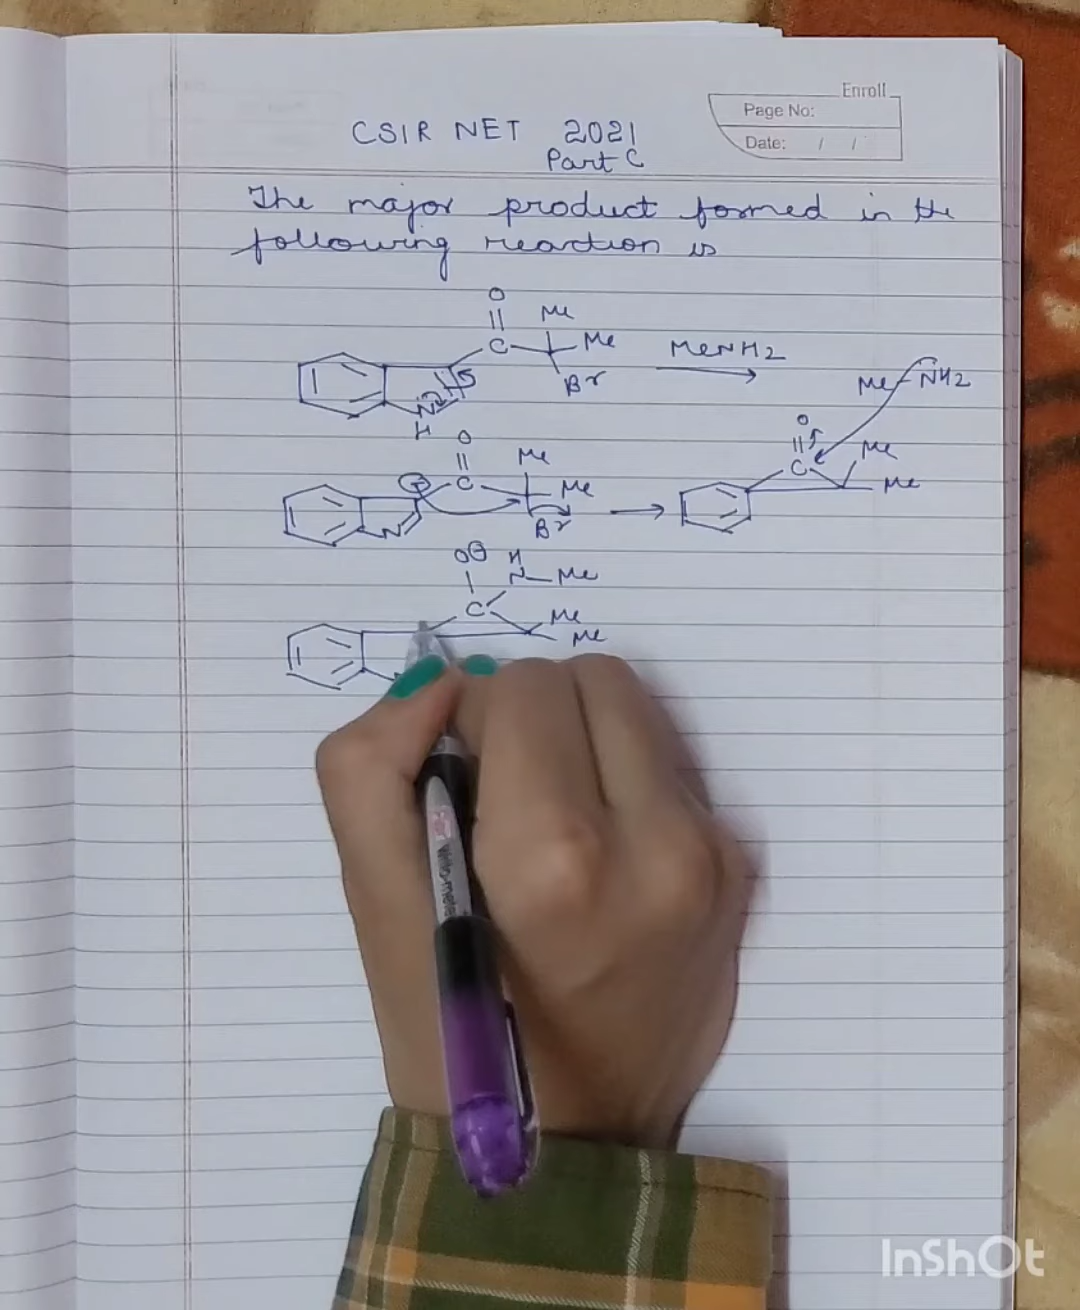 Enroll
Page No:
Date: / /
CSIR NET 2021
Part C
The major product formed in the
following reaction is
O
Me
C
Me
MeNH2
Br
N
H
Me-NH2
O
O
Me
C
Me
Br
N
C
Me
Me
O⊖
H
N-Me
C
Me
Me
InShOt